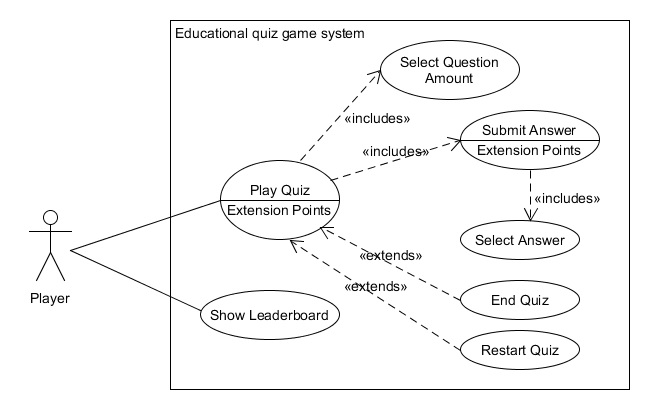 Educational quiz game system
Select Question
Amount
«includes»
Submit Answer
Extension Points
«includes»
Play Quiz
Extension Points
«includes»
Select Answer
«extends»
«extends»
Player
End Quiz
Show Leaderboard
Restart Quiz